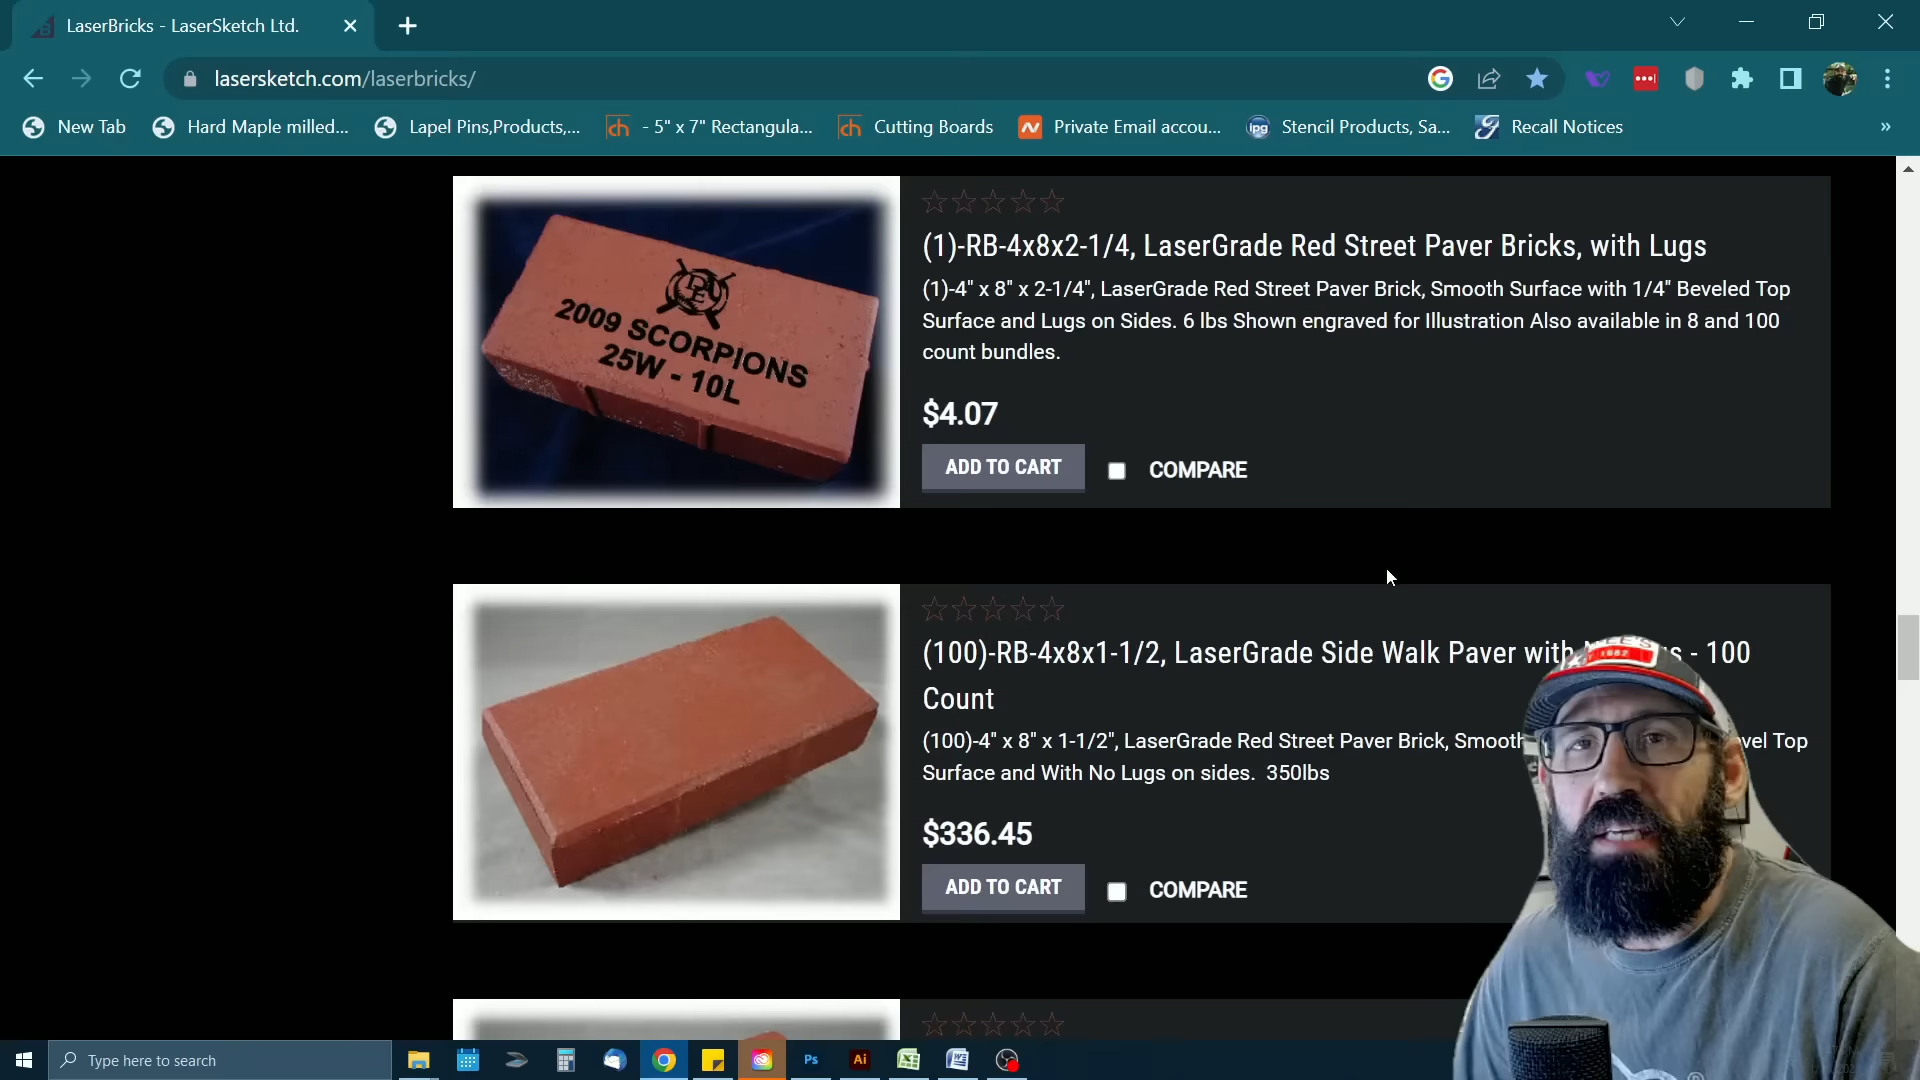 LaserBricks - LaserSketch Ltd.
lasersketch.com/laserbricks/
New Tab
Hard Maple milled...
Lapel Pins,Products,...
- 5" x 7" Rectangula...
Cutting Boards
Private Email accou...
Stencil Products, Sa...
Recall Notices
»
2009 SCORPIONS
25W - 10L
(1)-RB-4x8x2-1/4, LaserGrade Red Street Paver Bricks, with Lugs
(1)-4" x 8" x 2-1/4", LaserGrade Red Street Paver Brick, Smooth Surface with 1/4" Beveled Top
Surface and Lugs on Sides. 6 lbs Shown engraved for Illustration Also available in 8 and 100
count bundles.
$4.07
ADD TO CART
COMPARE
(100)-RB-4x8x1-1/2, LaserGrade Side Walk Paver with - 100
Count
(100)-4" x 8" x 1-1/2", LaserGrade Red Street Paver Brick, Smooth Top
Surface and With No Lugs on sides. 350lbs
$336.45
ADD TO CART
COMPARE
Type here to search
Ps
Ai